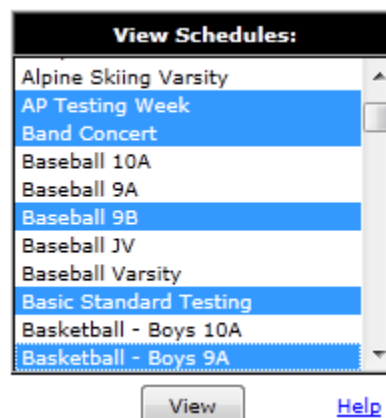 View Schedules:
Alpine Skiing Varsity
AP Testing Week
Band Concert
Baseball 10A
Baseball 9A
Baseball 9B
Baseball JV
Baseball Varsity
Basic Standard Testing
Basketball - Boys 10A
Basketball - Boys 9A
View Help